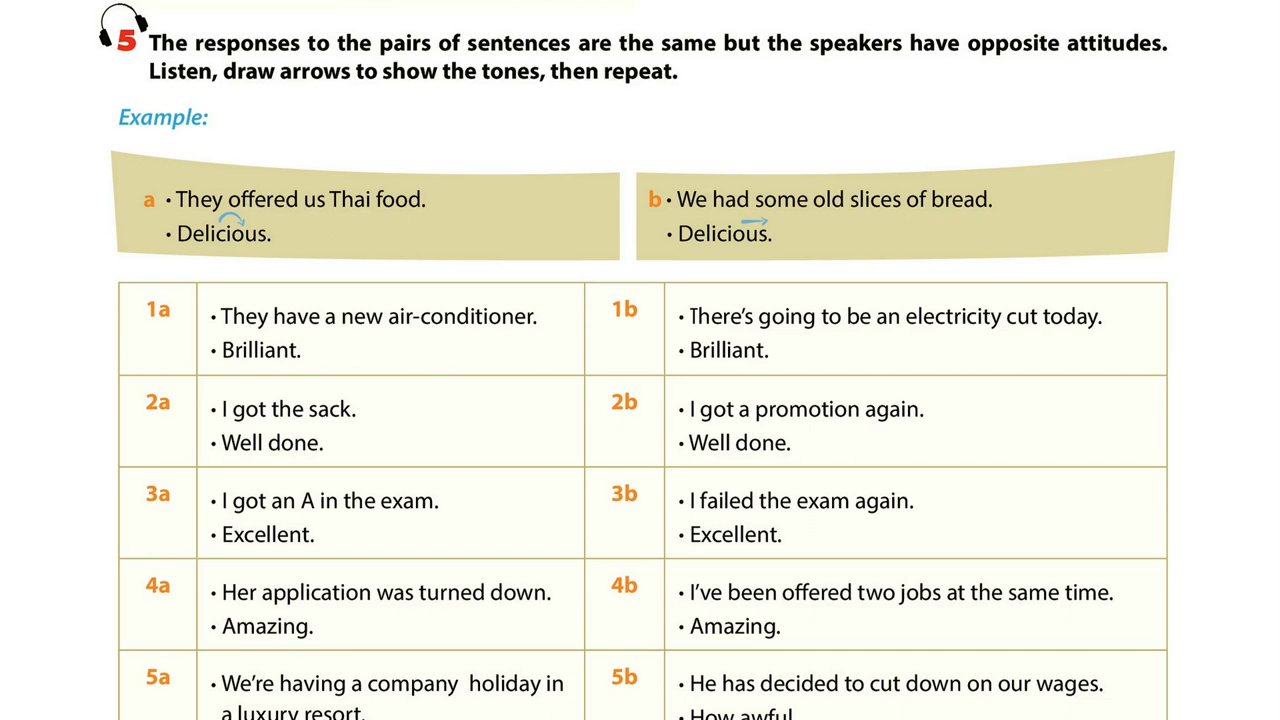 5 The responses to the pairs of sentences are the same but the speakers have opposite attitudes.
Listen, draw arrows to show the tones, then repeat.
Example:
a • They offered us Thai food.
• Delicious.
b • We had some old slices of bread.
• Delicious.
1a • They have a new air-conditioner.
• Brilliant.
1b • There's going to be an electricity cut today.
• Brilliant.
2a • I got the sack.
• Well done.
2b • I got a promotion again.
• Well done.
3a • I got an A in the exam.
• Excellent.
3b • I failed the exam again.
• Excellent.
4a • Her application was turned down.
• Amazing.
4b • I've been offered two jobs at the same time.
• Amazing.
5a • We're having a company holiday in
a luxury resort.
5b • He has decided to cut down on our wages.
• How awful